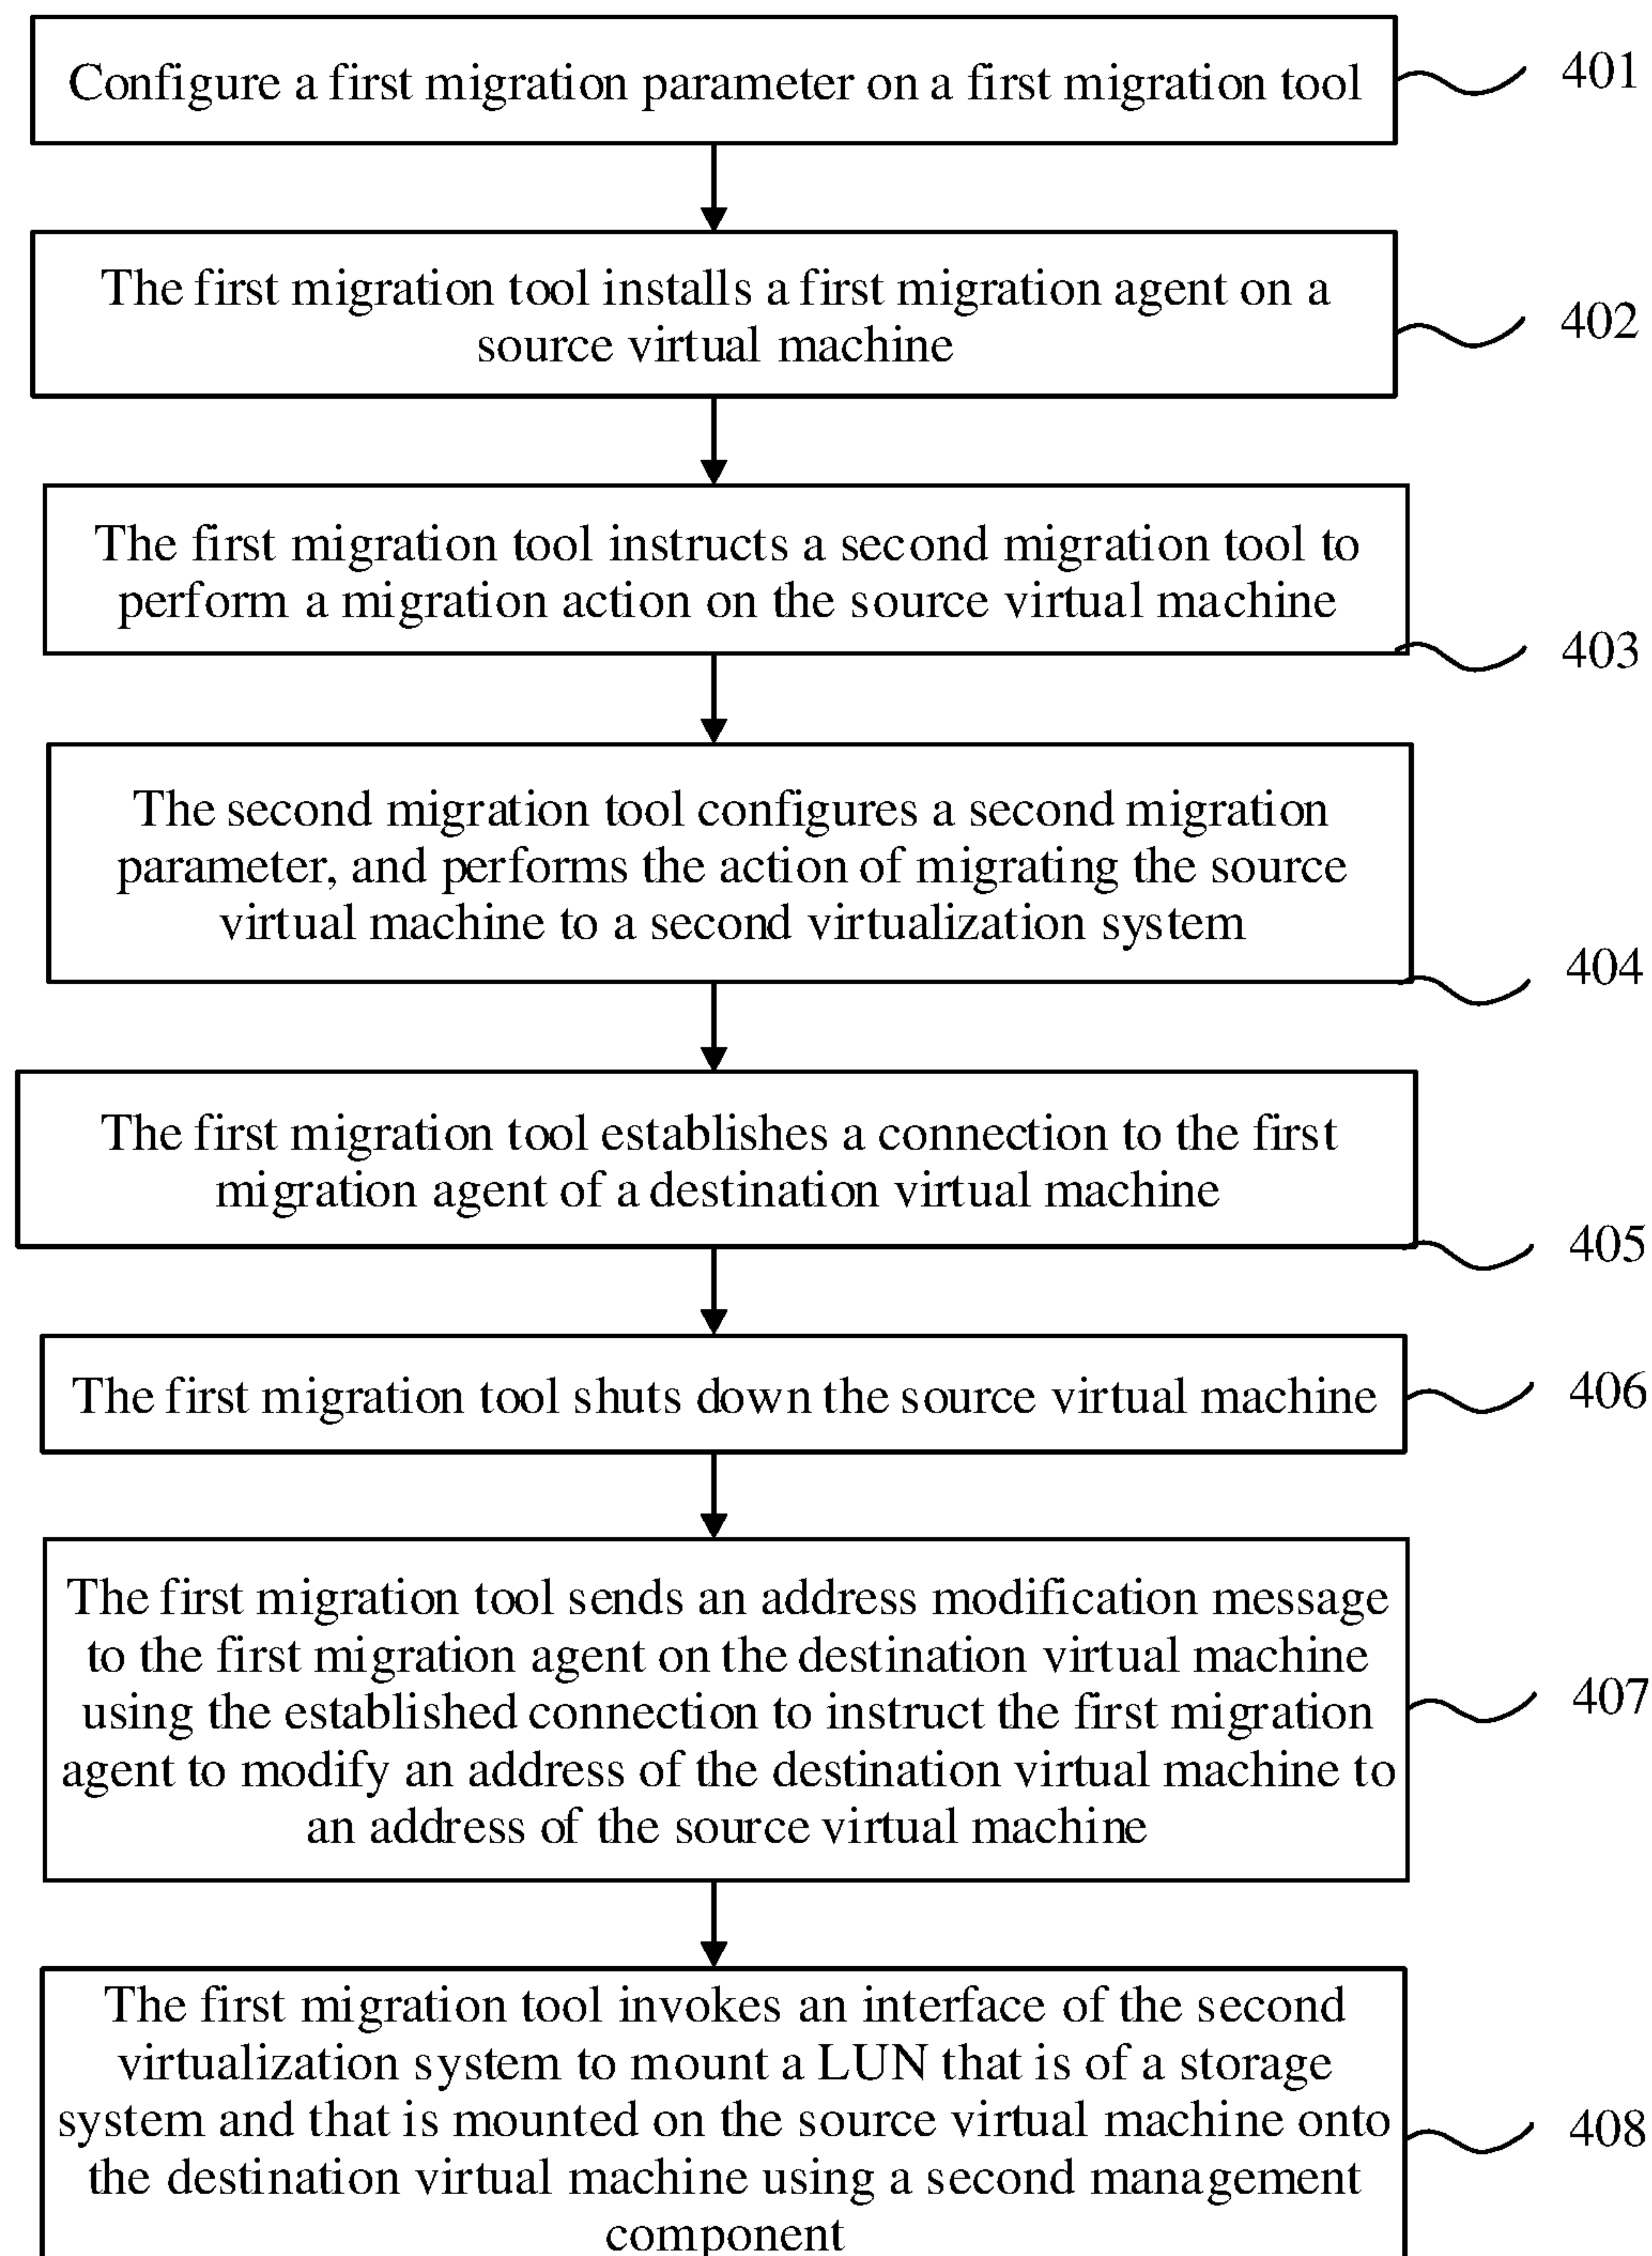 Configure a first migration parameter on a first migration tool
401
The first migration tool installs a first migration agent on a
source virtual machine
402
The first migration tool instructs a second migration tool to
perform a migration action on the source virtual machine
403
The second migration tool configures a second migration
parameter, and performs the action of migrating the source
virtual machine to a second virtualization system
404
The first migration tool establishes a connection to the first
migration agent of a destination virtual machine
405
The first migration tool shuts down the source virtual machine
406
The first migration tool sends an address modification message
to the first migration agent on the destination virtual machine
using the established connection to instruct the first migration
agent to modify an address of the destination virtual machine to
an address of the source virtual machine
407
The first migration tool invokes an interface of the second
virtualization system to mount a LUN that is of a storage
system and that is mounted on the source virtual machine onto
the destination virtual machine using a second management
component
408